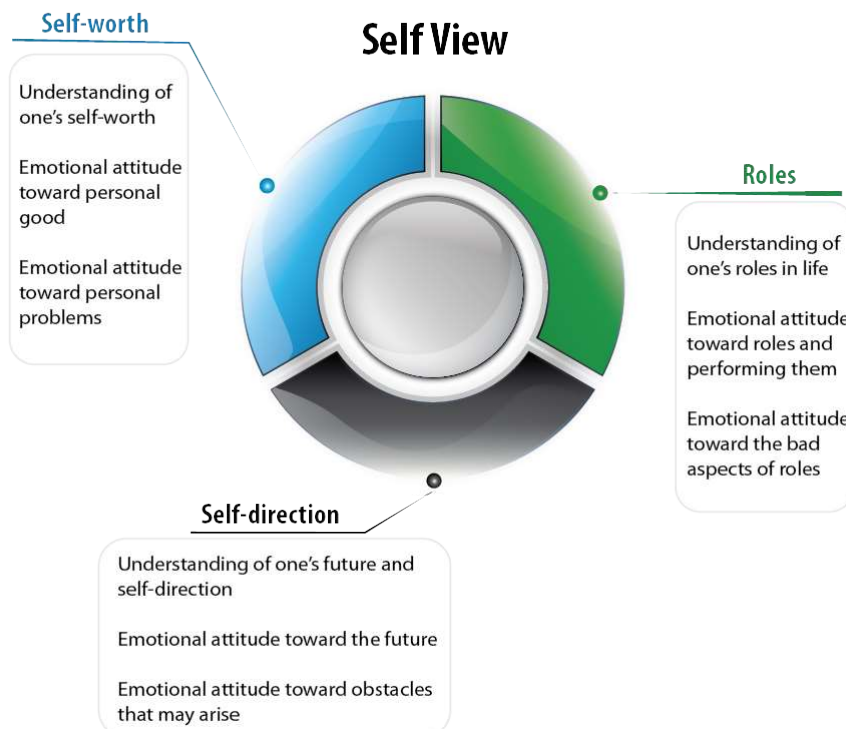 Self View
Self-worth
Understanding of
one's self-worth
Emotional attitude
toward personal
good
Emotional attitude
toward personal
problems
Roles
Understanding of
one's roles in life
Emotional attitude
toward roles and
performing them
Emotional attitude
toward the bad
aspects of roles
Self-direction
Understanding of one's future and
self-direction
Emotional attitude toward the future
Emotional attitude toward obstacles
that may arise